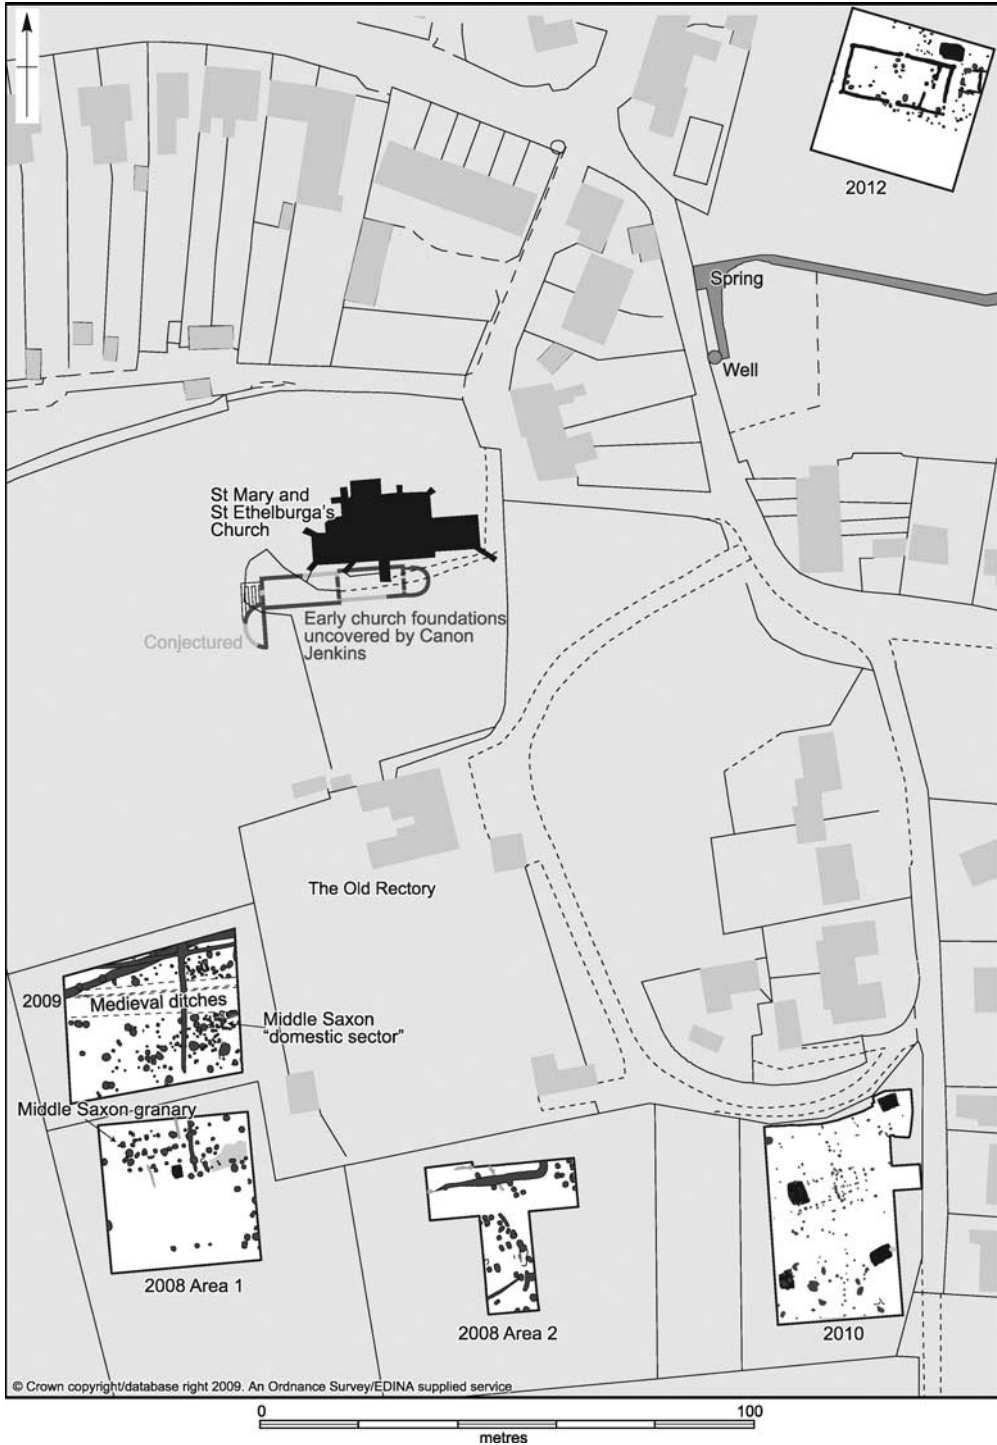 2012
Spring
Well
St Mary and
St Ethelburga's
Church
Early church foundations
uncovered by Canon
Jenkins
Conjectured
The Old Rectory
2009
Medieval ditches
Middle Saxon
"domestic sector"
Middle Saxon granary
2008 Area 1
2008 Area 2
2010
© Crown copyright/database right 2009. An Ordnance Survey/EDINA supplied service
0
100
metres